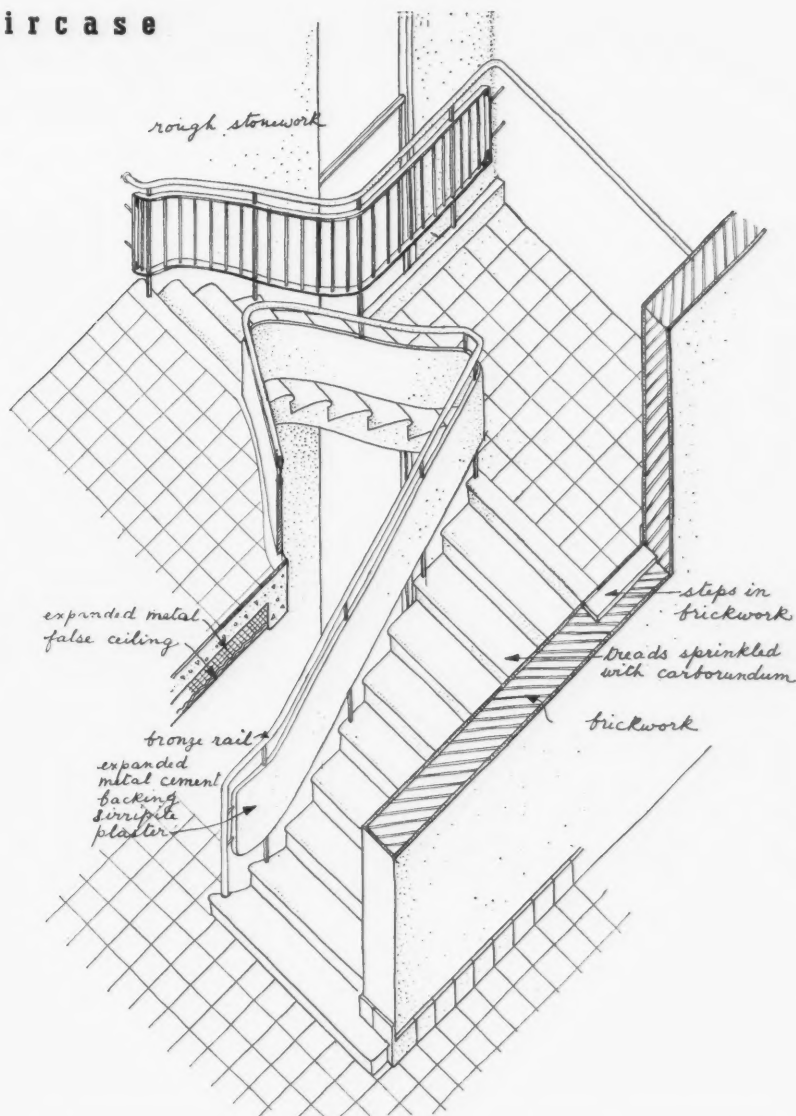 ircase
rough stonework
expanded metal
false ceiling
steps in
brickwork
treads sprinkled
with carborundum
brickwork
bronze rail
expanded
metal cement
backing
sirapite
plaster